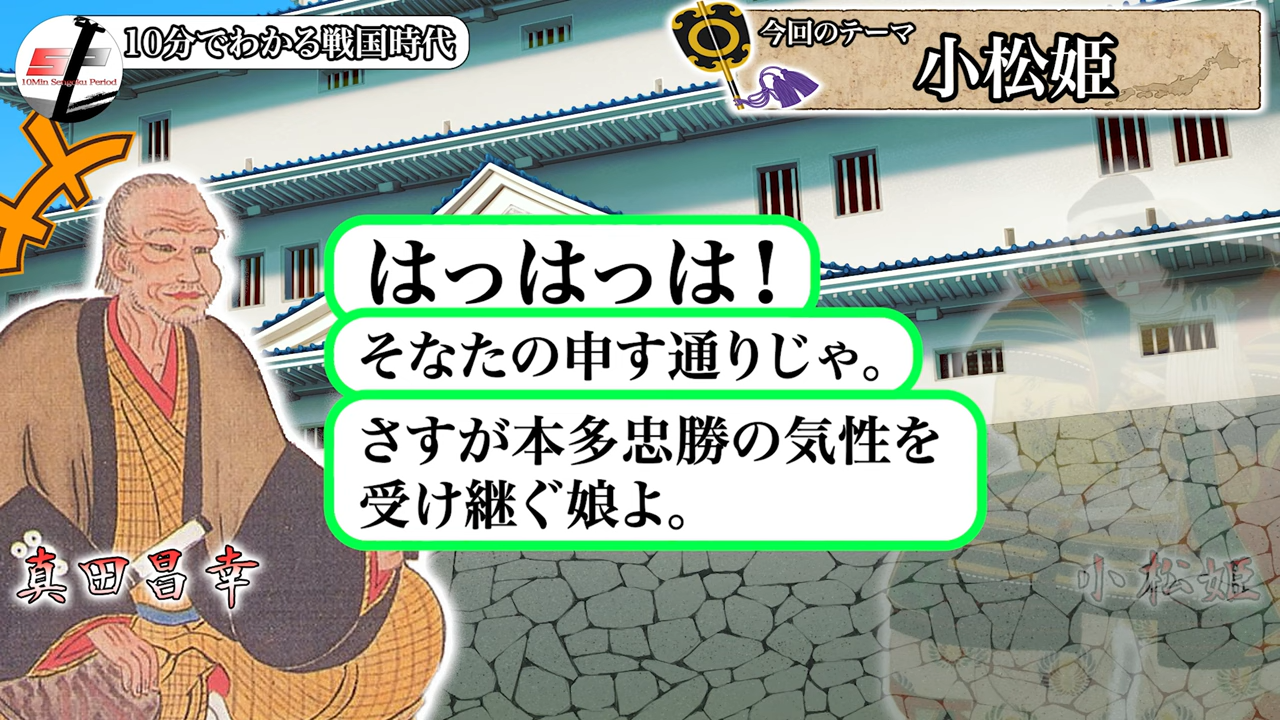 10分でわかる戦国時代
10Min Sengoku Period
今回のテーマ
小松姫
はっはっは！
そなたの申す通りじゃ。
さすが本多忠勝の気性を
受け継ぐ娘よ。
真田昌幸
小松姫